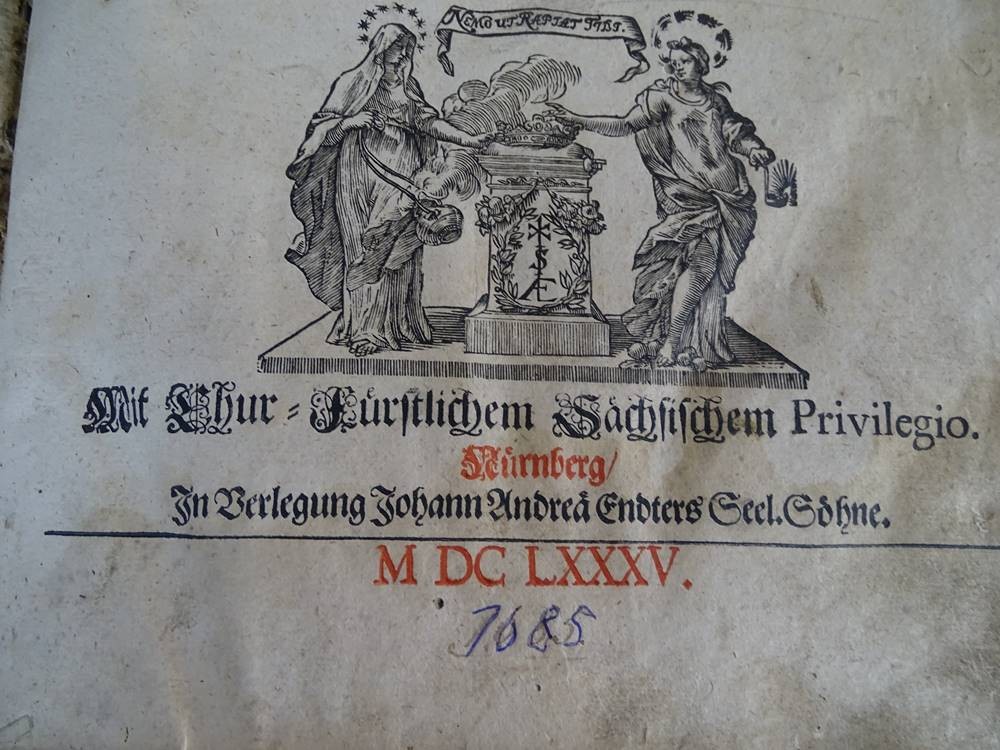 NEMO UT RAPIAT TIBI.
Mit Chur-Fürstlichem Sächsischem Privilegio.
Nürnberg/
In Verlegung Johann Andreä Endters Seel. Söhne.
M DC LXXXV.
1685